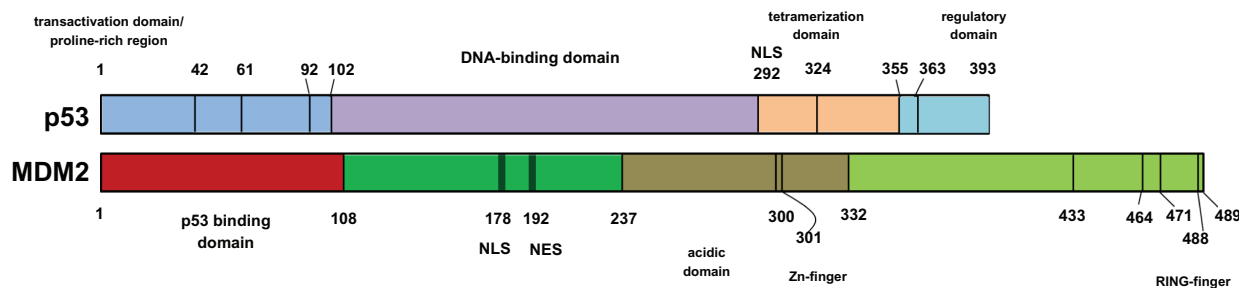 transactivation domain/
proline-rich region
tetramerization
domain
regulatory
domain
DNA-binding domain
NLS
1 42 61 92 102 292 324 355 363 393
p53
MDM2
1 108 178 192 237 300 332 433 464 471 489
301 488
p53 binding
domain
NLS NES
acidic
domain
Zn-finger
RING-finger